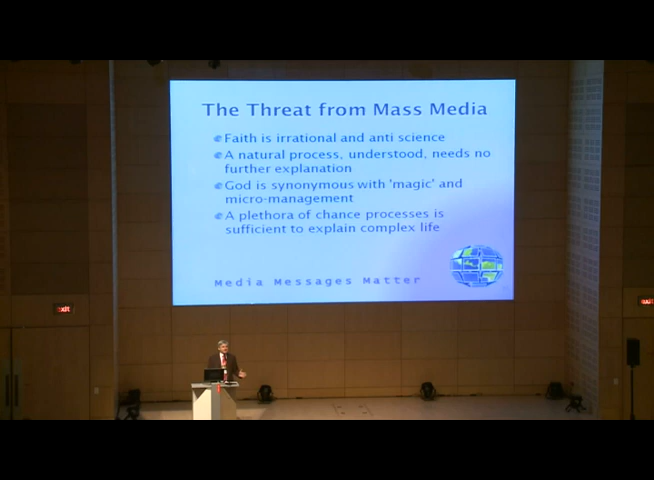 The Threat from Mass Media
Faith is irrational and anti science
A natural process, understood, needs no
further explanation
God is synonymous with 'magic' and
micro-management
A plethora of chance processes is
sufficient to explain complex life
Media Messages Matter
EXIT